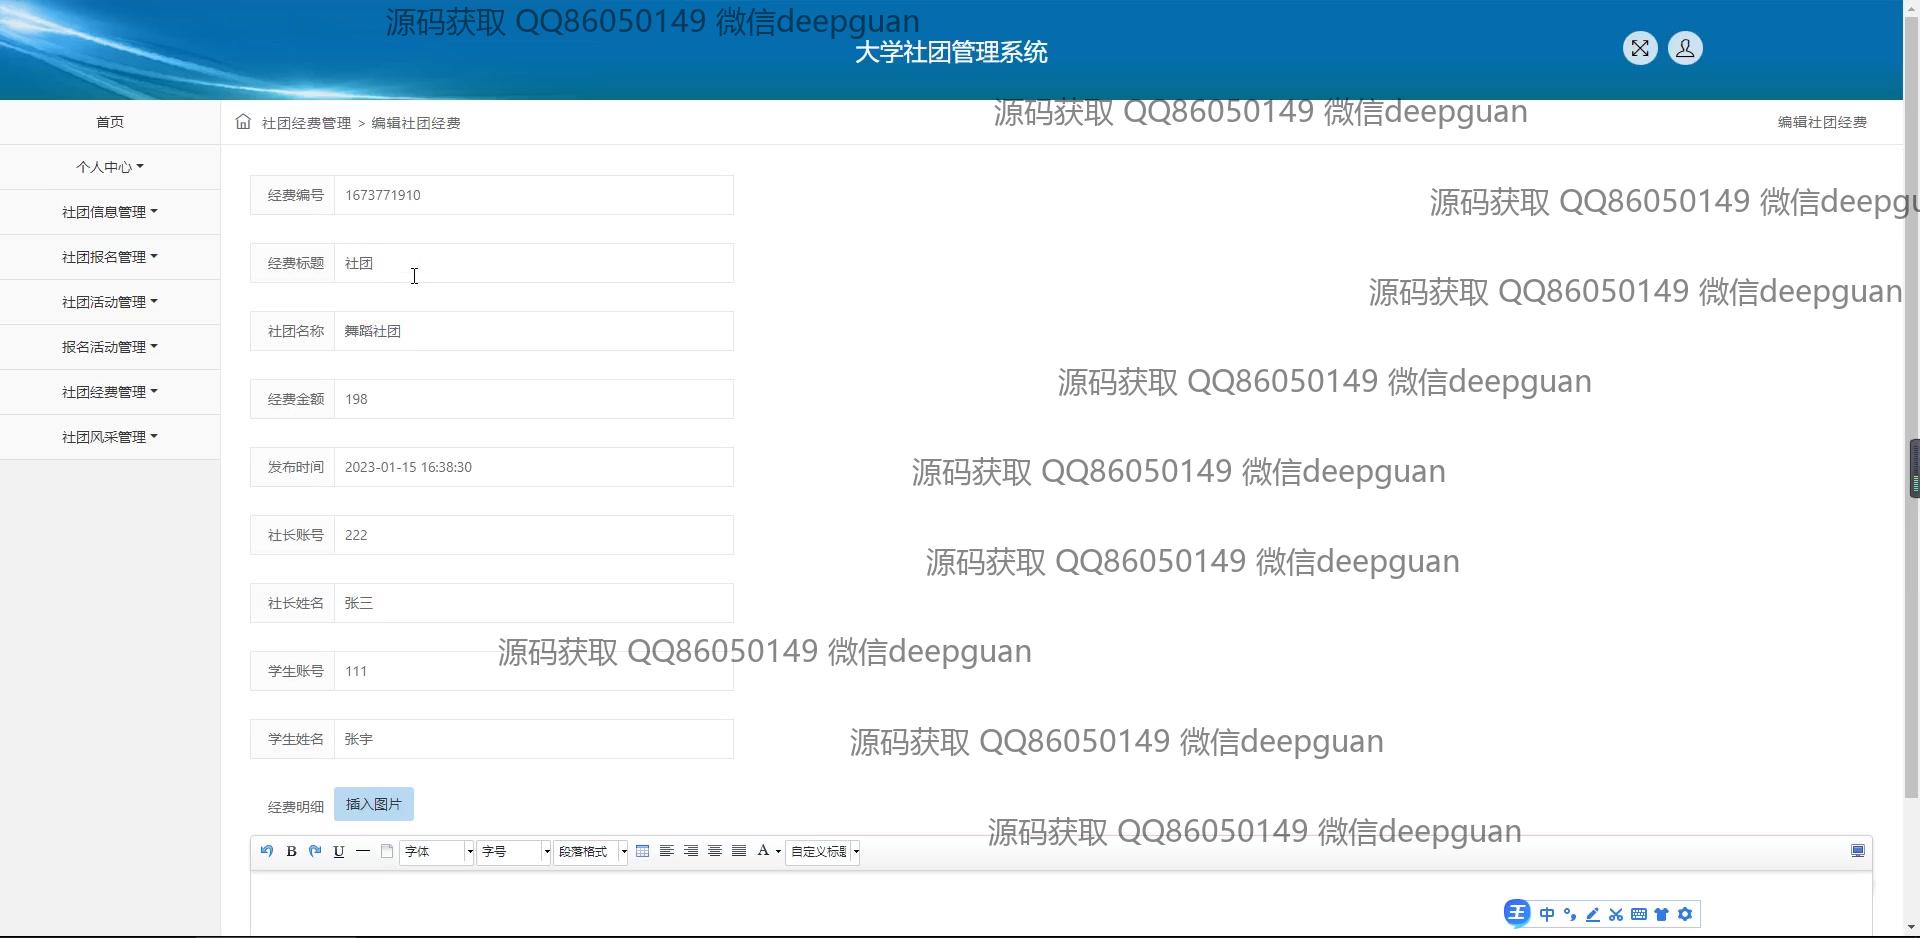 源码获取 QQ86050149 微信deepguan
大学社团管理系统
源码获取 QQ86050149 微信deepguan
首页
社团经费管理 > 编辑社团经费
编辑社团经费
个人中心
社团信息管理
社团报名管理
社团活动管理
报名活动管理
社团经费管理
社团风采管理
经费编号 1673771910
源码获取 QQ86050149 微信deepgu
经费标题 社团
源码获取 QQ86050149 微信deepguan
社团名称 舞蹈社团
源码获取 QQ86050149 微信deepguan
经费金额 198
发布时间 2023-01-15 16:38:30
源码获取 QQ86050149 微信deepguan
社长账号 222
源码获取 QQ86050149 微信deepguan
社长姓名 张三
源码获取 QQ86050149 微信deepguan
学生账号 111
学生姓名 张宇
源码获取 QQ86050149 微信deepguan
经费明细 插入图片
源码获取 QQ86050149 微信deepguan
B U 字体 字号 段落格式 A 自定义标题
王 中